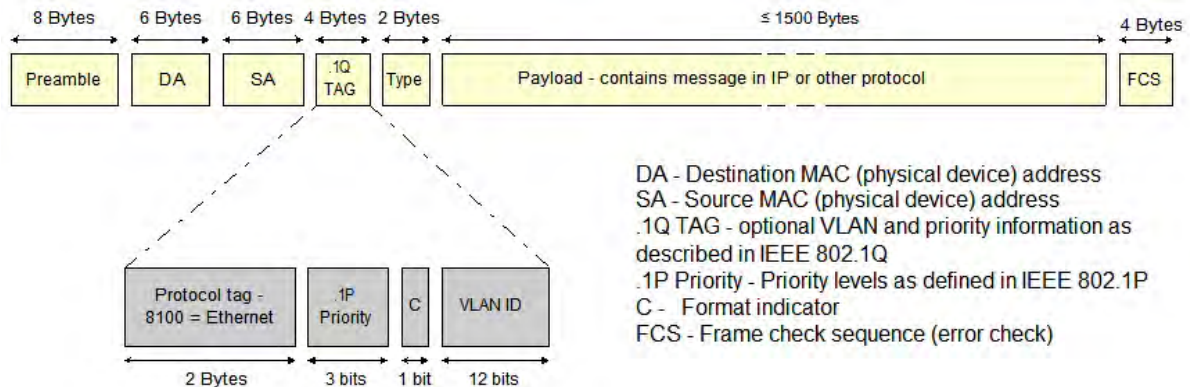 8 Bytes 6 Bytes 6 Bytes 4 Bytes 2 Byte ≤ 1500 Bytes 4 Bytes
Preamble DA SA .1Q TAG Type Payload - contains message in IP or other protocol FCS
DA - Destination MAC (physical device) address
SA - Source MAC (physical device) address
.1Q TAG - optional VLAN and priority information as
described in IEEE 802.1Q
.1P Priority - Priority levels as defined in IEEE 802.1P
C - Format indicator
FCS - Frame check sequence (error check)
Protocol tag -
8100 = Ethernet
.1P
Priority
C
VLAN ID
2 Bytes 3 bits 1 bit 12 bits